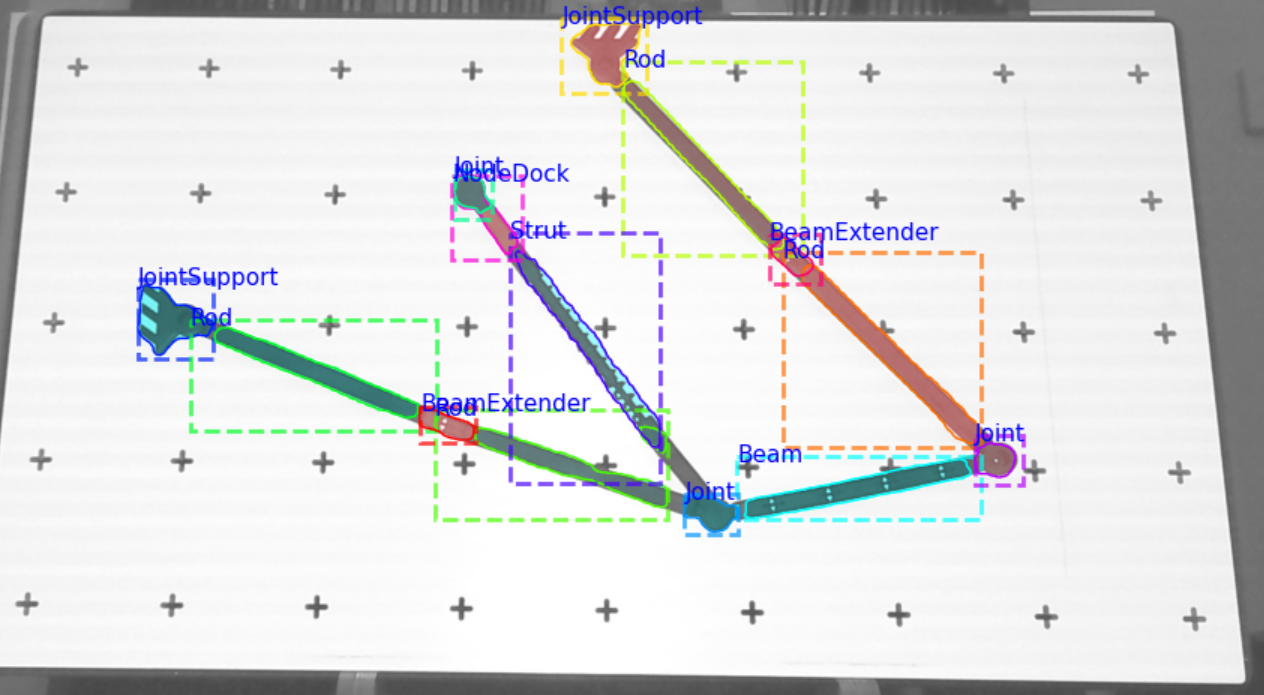 JointSupport
Rod
Joint
NodeDock
Strut
BeamExtender
Rod
JointSupport
Rod
BeamExtender
Rod
Joint
Beam
Joint